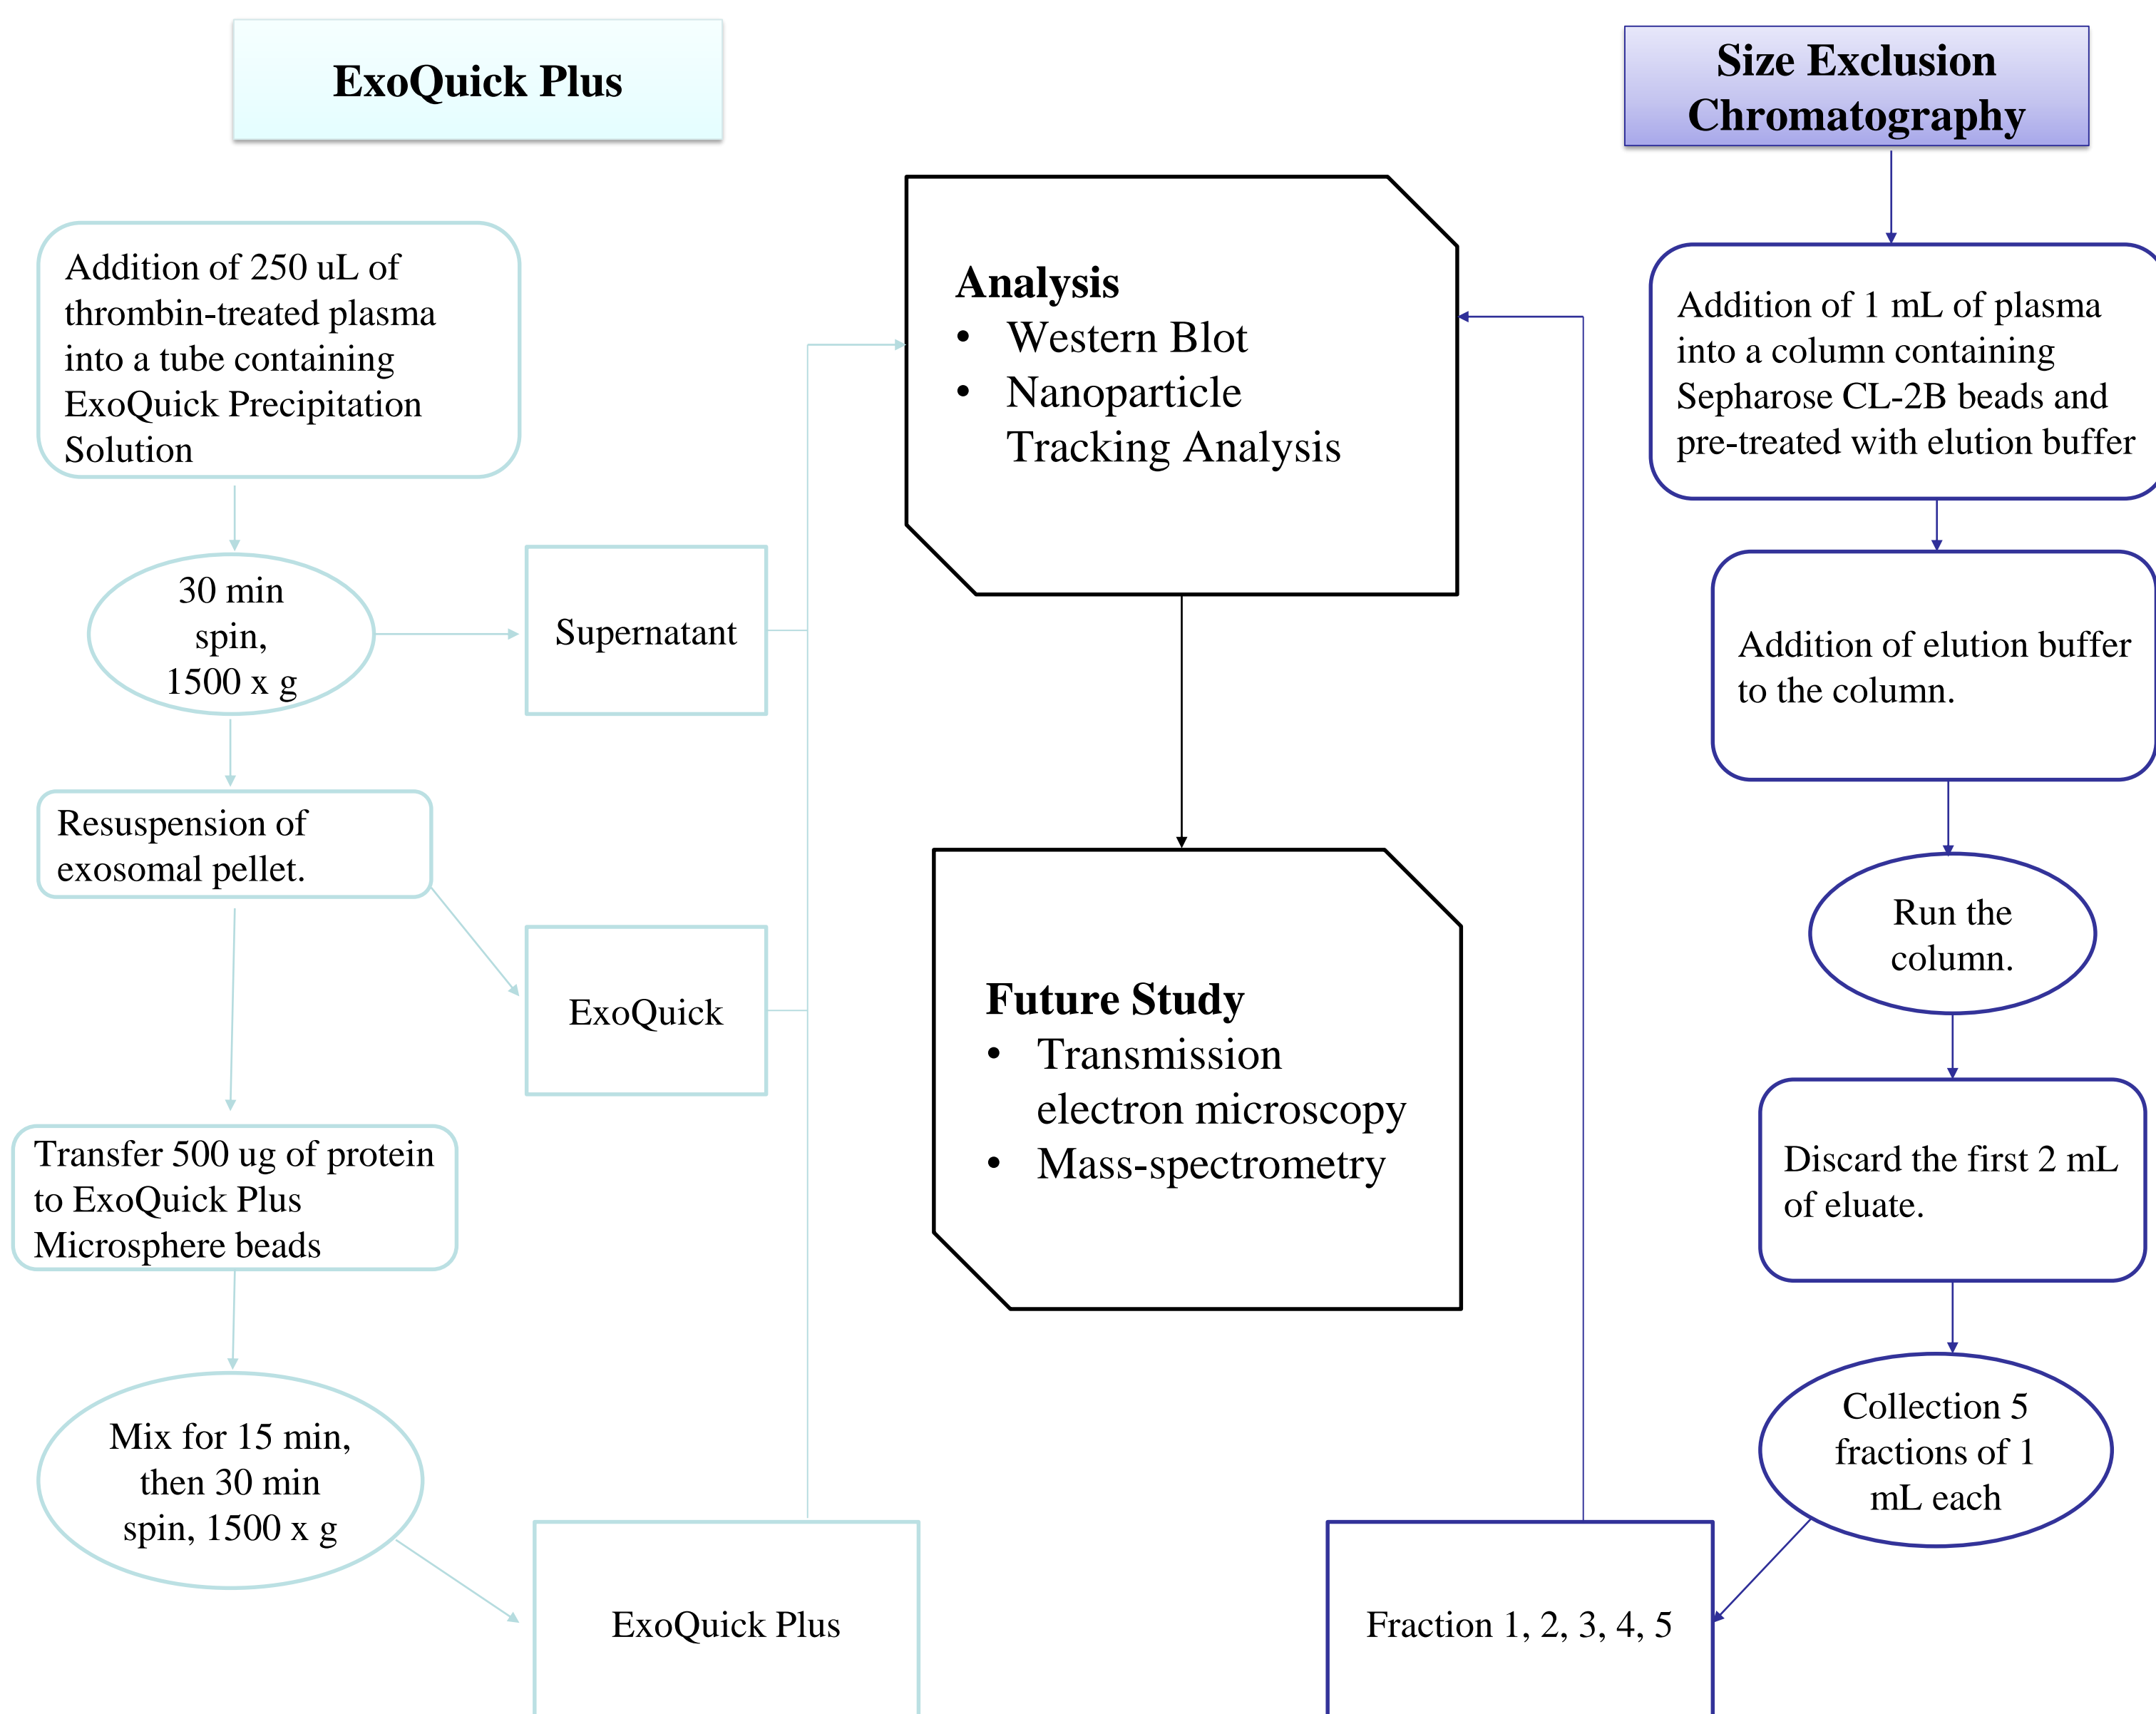 ExoQuick Plus
Size Exclusion
Chromatography
Addition of 250 uL of
thrombin-treated plasma
into a tube containing
ExoQuick Precipitation
Solution
30 min
spin,
1500 x g
Supernatant
Resuspension of
exosomal pellet.
ExoQuick
Transfer 500 ug of protein
to ExoQuick Plus
Microsphere beads
Mix for 15 min,
then 30 min
spin, 1500 x g
ExoQuick Plus
Analysis
• Western Blot
• Nanoparticle
Tracking Analysis
Future Study
• Transmission
electron microscopy
• Mass-spectrometry
Addition of 1 mL of plasma
into a column containing
Sepharose CL-2B beads and
pre-treated with elution buffer
Addition of elution buffer
to the column.
Run the
column.
Discard the first 2 mL
of eluate.
Collection 5
fractions of 1
mL each
Fraction 1, 2, 3, 4, 5